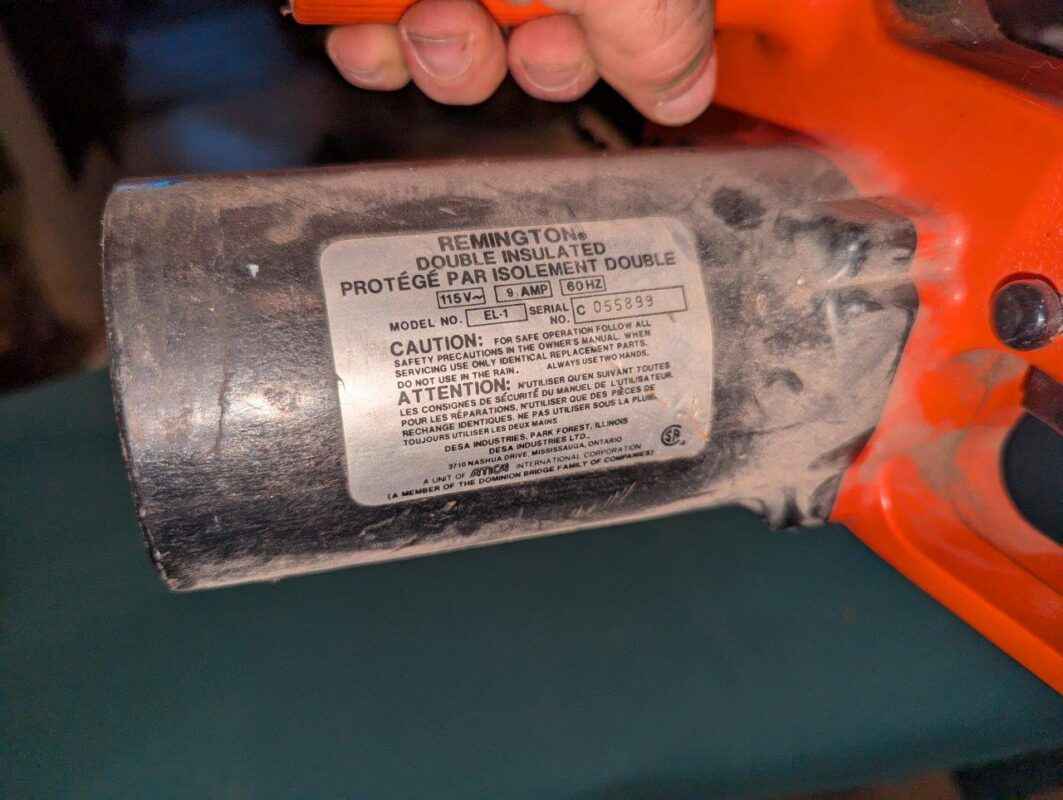 REMINGTON®
DOUBLE INSULATED
PROTÉGÉ PAR ISOLEMENT DOUBLE
115V~ 9 AMP 60HZ
MODEL NO. EL-1 SERIAL NO. C 055899
CAUTION: FOR SAFE OPERATION FOLLOW ALL
SAFETY PRECAUTIONS IN THE OWNER'S MANUAL. WHEN
SERVICING USE ONLY IDENTICAL REPLACEMENT PARTS.
DO NOT USE IN THE RAIN. ALWAYS USE TWO HANDS.
ATTENTION: N'UTILISER QU'EN SUIVANT TOUTES
LES CONSIGNES DE SÉCURITÉ DU MANUEL DE L'UTILISATEUR.
POUR LES RÉPARATIONS, N'UTILISER QUE DES PIÈCES DE
RECHANGE IDENTIQUES. NE PAS UTILISER SOUS LA PLUIE.
TOUJOURS UTILISER LES DEUX MAINS
DESA INDUSTRIES, PARK FOREST, ILLINOIS
DESA INDUSTRIES LTD.,
3710 NASHUA DRIVE, MISSISSAUGA, ONTARIO
A UNIT OF AMCA INTERNATIONAL CORPORATION
(A MEMBER OF THE DOMINION BRIDGE FAMILY OF COMPANIES)
SA